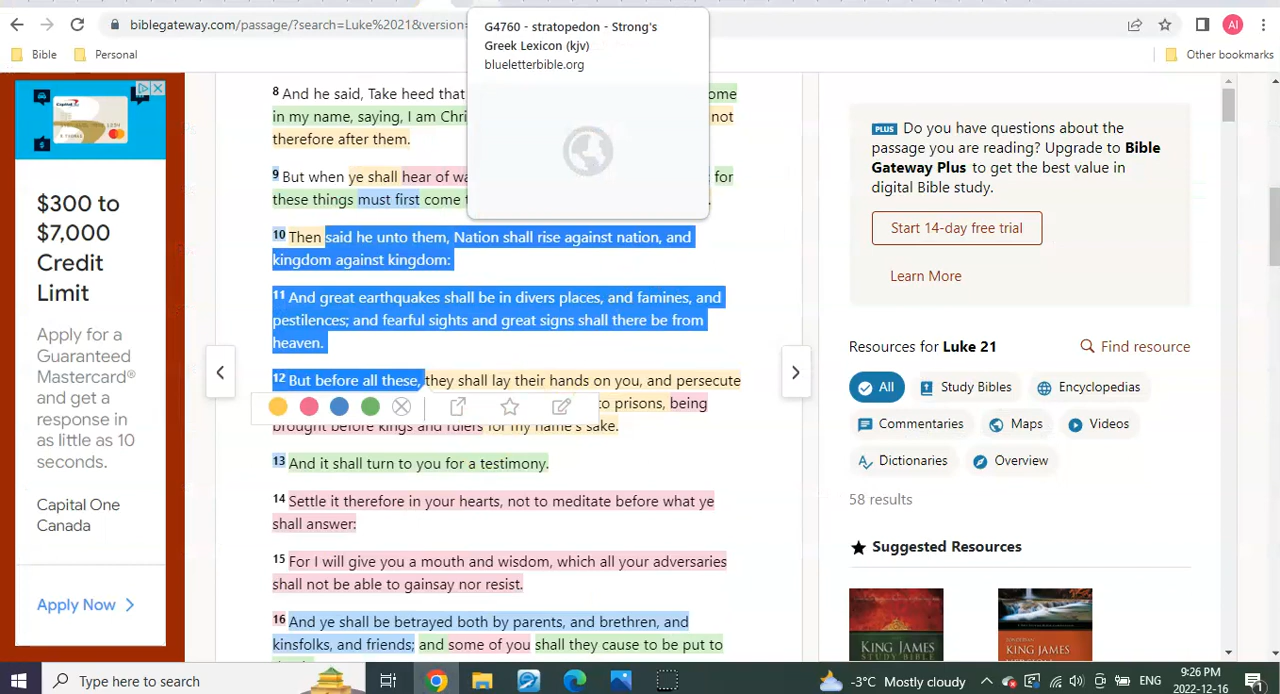 biblegateway.com/passage/?search=Luke%2021&version=
G4760 - stratopedon - Strong's
Greek Lexicon (kjv)
blueletterbible.org
AI
Bible
Personal
Other bookmarks
$300 to
$7,000
Credit
Limit
Apply for a
Guaranteed
Mastercard®
and get a
response in
as little as 10
seconds.
Capital One
Canada
Apply Now
8 And he said, Take heed that
ome
in my name, saying, I am Chri
not
therefore after them.
9 But when ye shall hear of wa
for
these things must first come t
10 Then said he unto them, Nation shall rise against nation, and
kingdom against kingdom:
11 And great earthquakes shall be in divers places, and famines, and
pestilences; and fearful sights and great signs shall there be from
heaven.
12 But before all these, they shall lay their hands on you, and persecute
o prisons, being
brought before kings and rulers for my name's sake.
13 And it shall turn to you for a testimony.
14 Settle it therefore in your hearts, not to meditate before what ye
shall answer:
15 For I will give you a mouth and wisdom, which all your adversaries
shall not be able to gainsay nor resist.
16 And ye shall be betrayed both by parents, and brethren, and
kinsfolks, and friends; and some of you shall they cause to be put to
PLUS Do you have questions about the
passage you are reading? Upgrade to Bible
Gateway Plus to get the best value in
digital Bible study.
Start 14-day free trial
Learn More
Resources for Luke 21
Find resource
All
Study Bibles
Encyclopedias
Commentaries
Maps
Videos
Dictionaries
Overview
58 results
Suggested Resources
KING JAMES
STUDY BIBLE
KING JAMES
Type here to search
-3°C Mostly cloudy
ENG
9:26 PM
2022-12-16
1